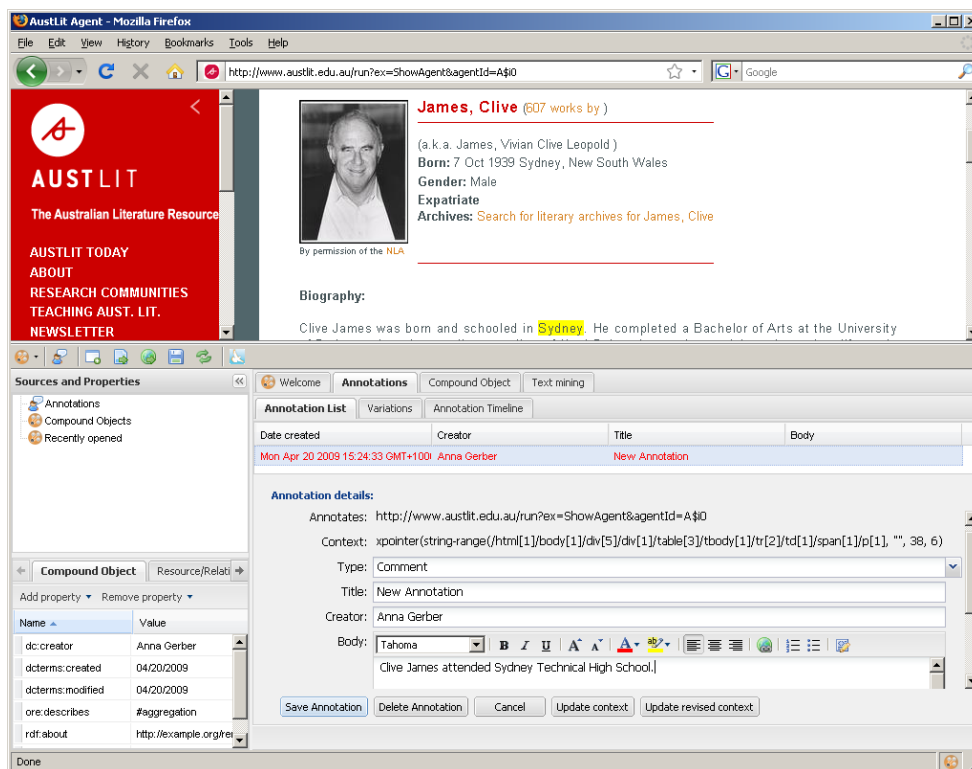 AustLit Agent - Mozilla Firefox
File Edit View History Bookmarks Tools Help
http://www.austlit.edu.au/run?ex=ShowAgent&agentId=A$i0
G Google
AUSTLIT
The Australian Literature Resource
AUSTLIT TODAY
ABOUT
RESEARCH COMMUNITIES
TEACHING AUST. LIT.
NEWSLETTER
James, Clive (607 works by )
(a.k.a. James, Vivian Clive Leopold )
Born: 7 Oct 1939 Sydney, New South Wales
Gender: Male
Expatriate
Archives: Search for literary archives for James, Clive
By permission of the NLA
Biography:
Clive James was born and schooled in Sydney. He completed a Bachelor of Arts at the University
Sources and Properties
Annotations
Compound Objects
Recently opened
Compound Object Resource/Relati
Add property Remove property
Name Value
dc:creator Anna Gerber
dcterms:created 04/20/2009
dcterms:modified 04/20/2009
ore:describes #aggregation
rdf:about http://example.org/re
Welcome Annotations Compound Object Text mining
Annotation List Variations Annotation Timeline
Date created Creator Title Body
Mon Apr 20 2009 15:24:33 GMT+100 Anna Gerber New Annotation
Annotation details:
Annotates: http://www.austlit.edu.au/run?ex=ShowAgent&agentId=A$i0
Context: xpointer(string-range(/html[1]/body[1]/div[5]/div[1]/table[3]/tbody[1]/tr[2]/td[1]/span[1]/p[1], "", 38, 6)
Type: Comment
Title: New Annotation
Creator: Anna Gerber
Body: Tahoma B I U A A A ab
Clive James attended Sydney Technical High School.
Save Annotation Delete Annotation Cancel Update context Update revised context
Done